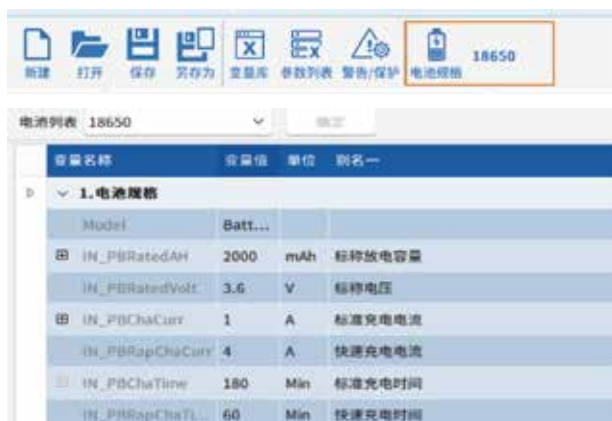 新建 打开 保存 另存为 变量库 参数列表 警告/保护 电池规格 18650
电池列表 18650 确定
变量名称 变量值 单位 别名一
1.电池规格
Model Batt...
IN_PBRatedAH 2000 mAh 标称放电容量
IN_PBRatedVolt 3.6 V 标称电压
IN_PBChaCurr 1 A 标准充电电流
IN_PBRapChaCurr 4 A 快速充电电流
IN_PBChaTime 180 Min 标准充电时间
IN_PBRapChaTi... 60 Min 快速充电时间